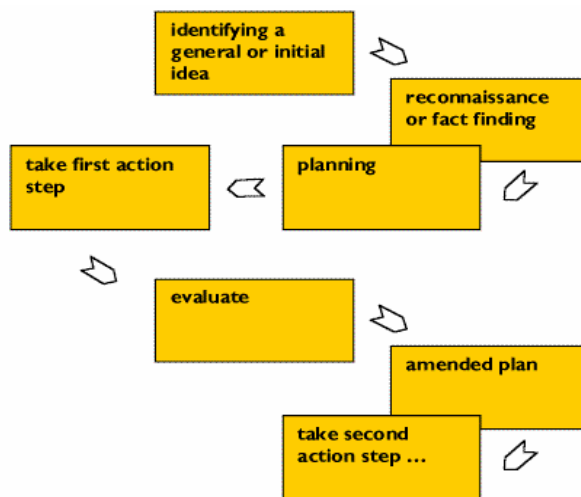 identifying a
general or initial
idea
reconnaissance
or fact finding
planning
take first action
step
evaluate
amended plan
take second
action step ...